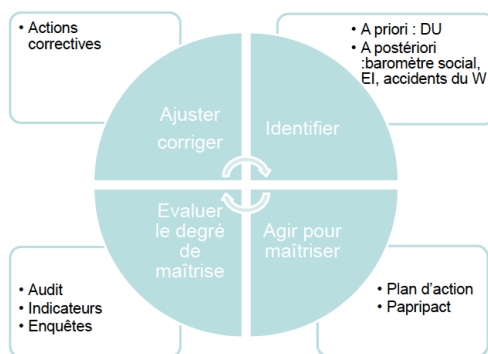 • Actions
correctives
• A priori : DU
• A postériori
:baromètre social,
EI, accidents du W
Ajuster
corriger
Identifier
Evaluer
le degré
de
maîtrise
Agir pour
maîtriser
• Audit
• Indicateurs
• Enquêtes
• Plan d'action
• Papripact